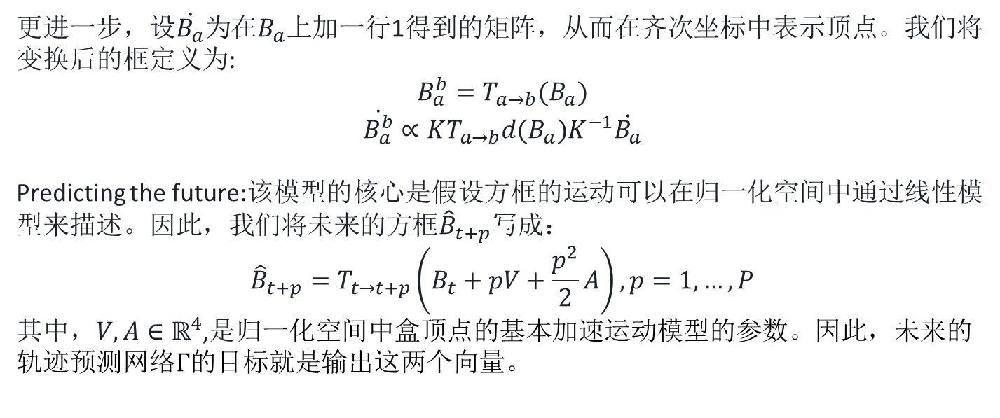 更进一步，设Ḃₐ为在Bₐ上加一行1得到的矩阵，从而在齐次坐标中表示顶点。我们将
变换后的框定义为:
$B_a^b = T_{a\to b}(B_a)$
$\dot{B_a^b} \propto K T_{a\to b} d(B_a) K^{-1} \dot{B_a}$
Predicting the future:该模型的核心是假设方框的运动可以在归一化空间中通过线性模
型来描述。因此，我们将未来的方框$\hat{B}_{t+p}$写成：
$\hat{B}_{t+p} = T_{t\to t+p}\left(B_t + pV + \frac{p^2}{2}A\right), p = 1, \ldots, P$
其中，$V, A \in \mathbb{R}^4$,是归一化空间中盒顶点的基本加速运动模型的参数。因此，未来的
轨迹预测网络Γ的目标就是输出这两个向量。